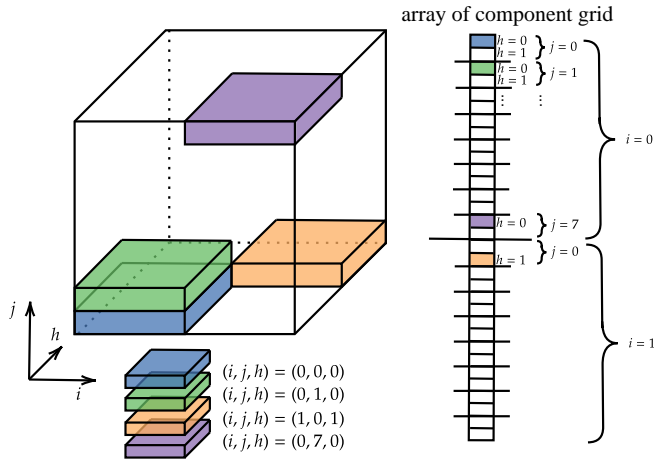 array of component grid
h = 0
h = 1
j = 0
h = 0
h = 1
j = 1
⋮ ⋮
i = 0
h = 0
j = 7
j = 0
h = 1
i = 1
j
h
i
(i, j, h) = (0, 0, 0)
(i, j, h) = (0, 1, 0)
(i, j, h) = (1, 0, 1)
(i, j, h) = (0, 7, 0)